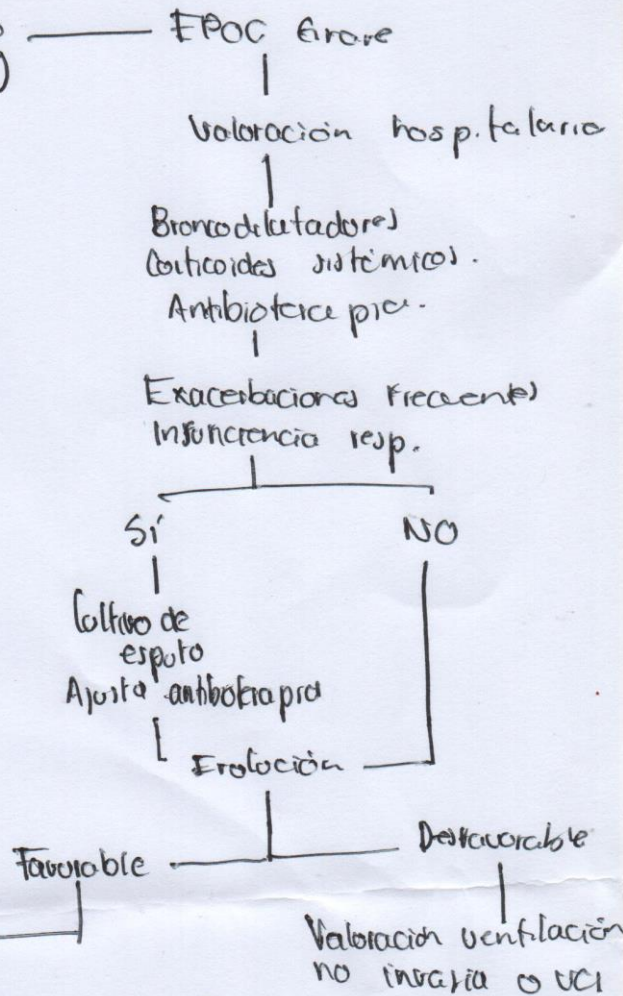 EPOC Grave
Valoración hospitalaria
Broncodilatadores
Corticoides sistémicos.
Antibioterapia.
Exacerbaciones frecuentes
Insuficiencia resp.
Sí
NO
Cultivo de
esputo
Ajusta antibioterapia
Evolución
Favorable
Desfavorable
Valoración ventilación
no invasiva o UCI